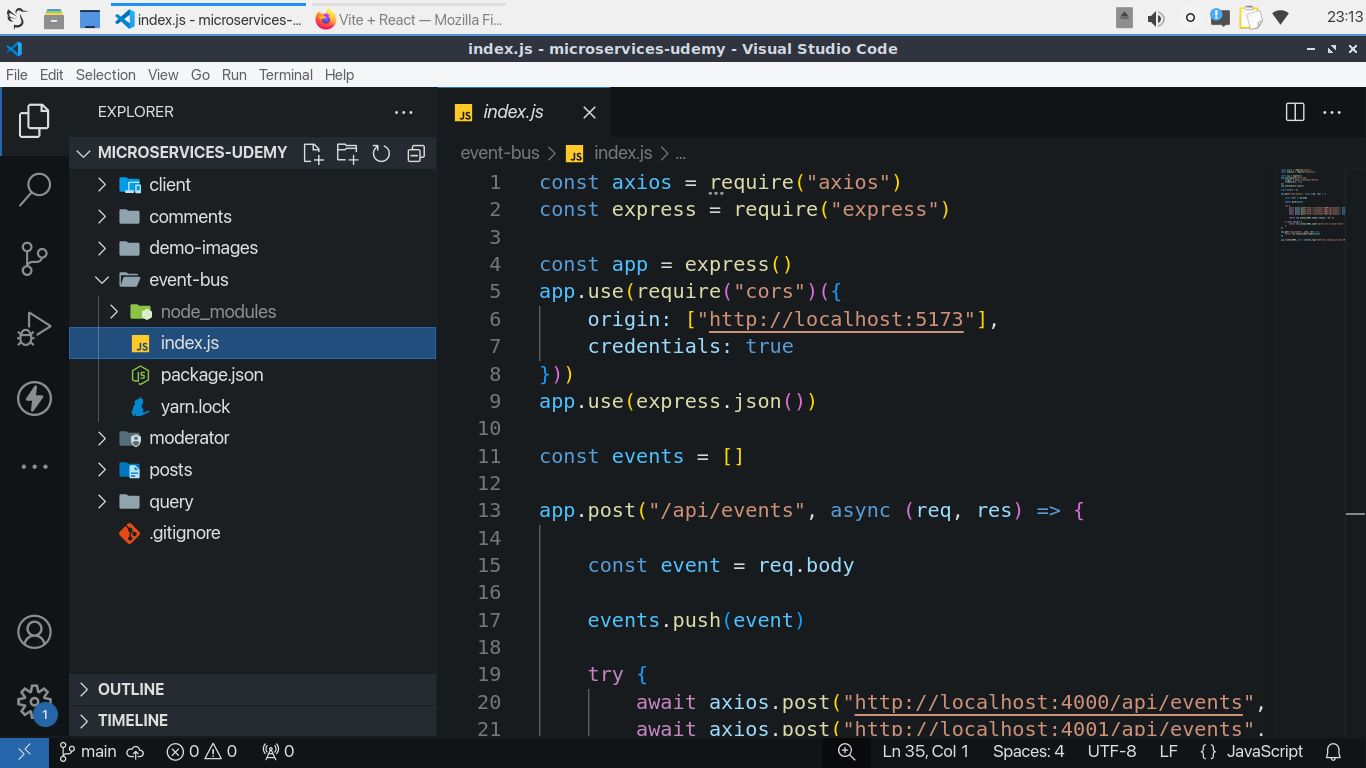 index.js - microservices-...
Vite + React — Mozilla Fi...
23:13
index.js - microservices-udemy - Visual Studio Code
File Edit Selection View Go Run Terminal Help
EXPLORER
MICROSERVICES-UDEMY
client
comments
demo-images
event-bus
node_modules
index.js
package.json
yarn.lock
moderator
posts
query
.gitignore
OUTLINE
TIMELINE
index.js
event-bus > index.js > ...
1 const axios = require("axios")
2 const express = require("express")
3
4 const app = express()
5 app.use(require("cors")({
6     origin: ["http://localhost:5173"],
7     credentials: true
8 }))
9 app.use(express.json())
10
11 const events = []
12
13 app.post("/api/events", async (req, res) => {
14
15     const event = req.body
16
17     events.push(event)
18
19     try {
20         await axios.post("http://localhost:4000/api/events",
21         await axios.post("http://localhost:4001/api/events",
1
main 0 0 0 Ln 35, Col 1 Spaces: 4 UTF-8 LF {} JavaScript